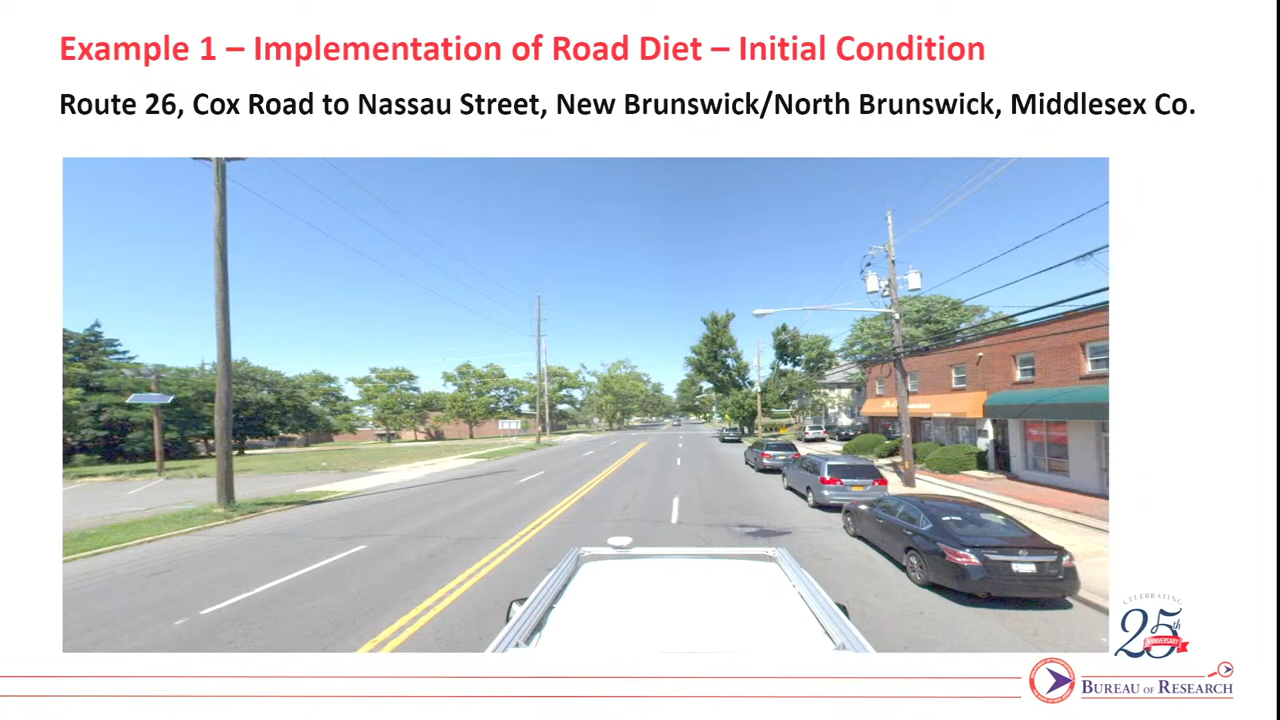 Example 1 – Implementation of Road Diet – Initial Condition
Route 26, Cox Road to Nassau Street, New Brunswick/North Brunswick, Middlesex Co.
CELEBRATING
25th
ANNIVERSARY
BUREAU OF RESEARCH